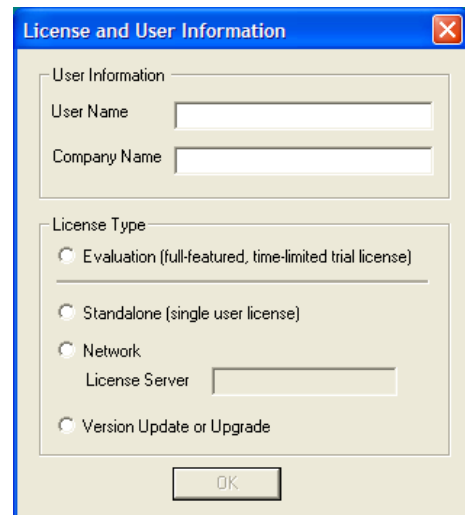 License and User Information
User Information
User Name
Company Name
License Type
Evaluation (full-featured, time-limited trial license)
Standalone (single user license)
Network
License Server
Version Update or Upgrade
OK